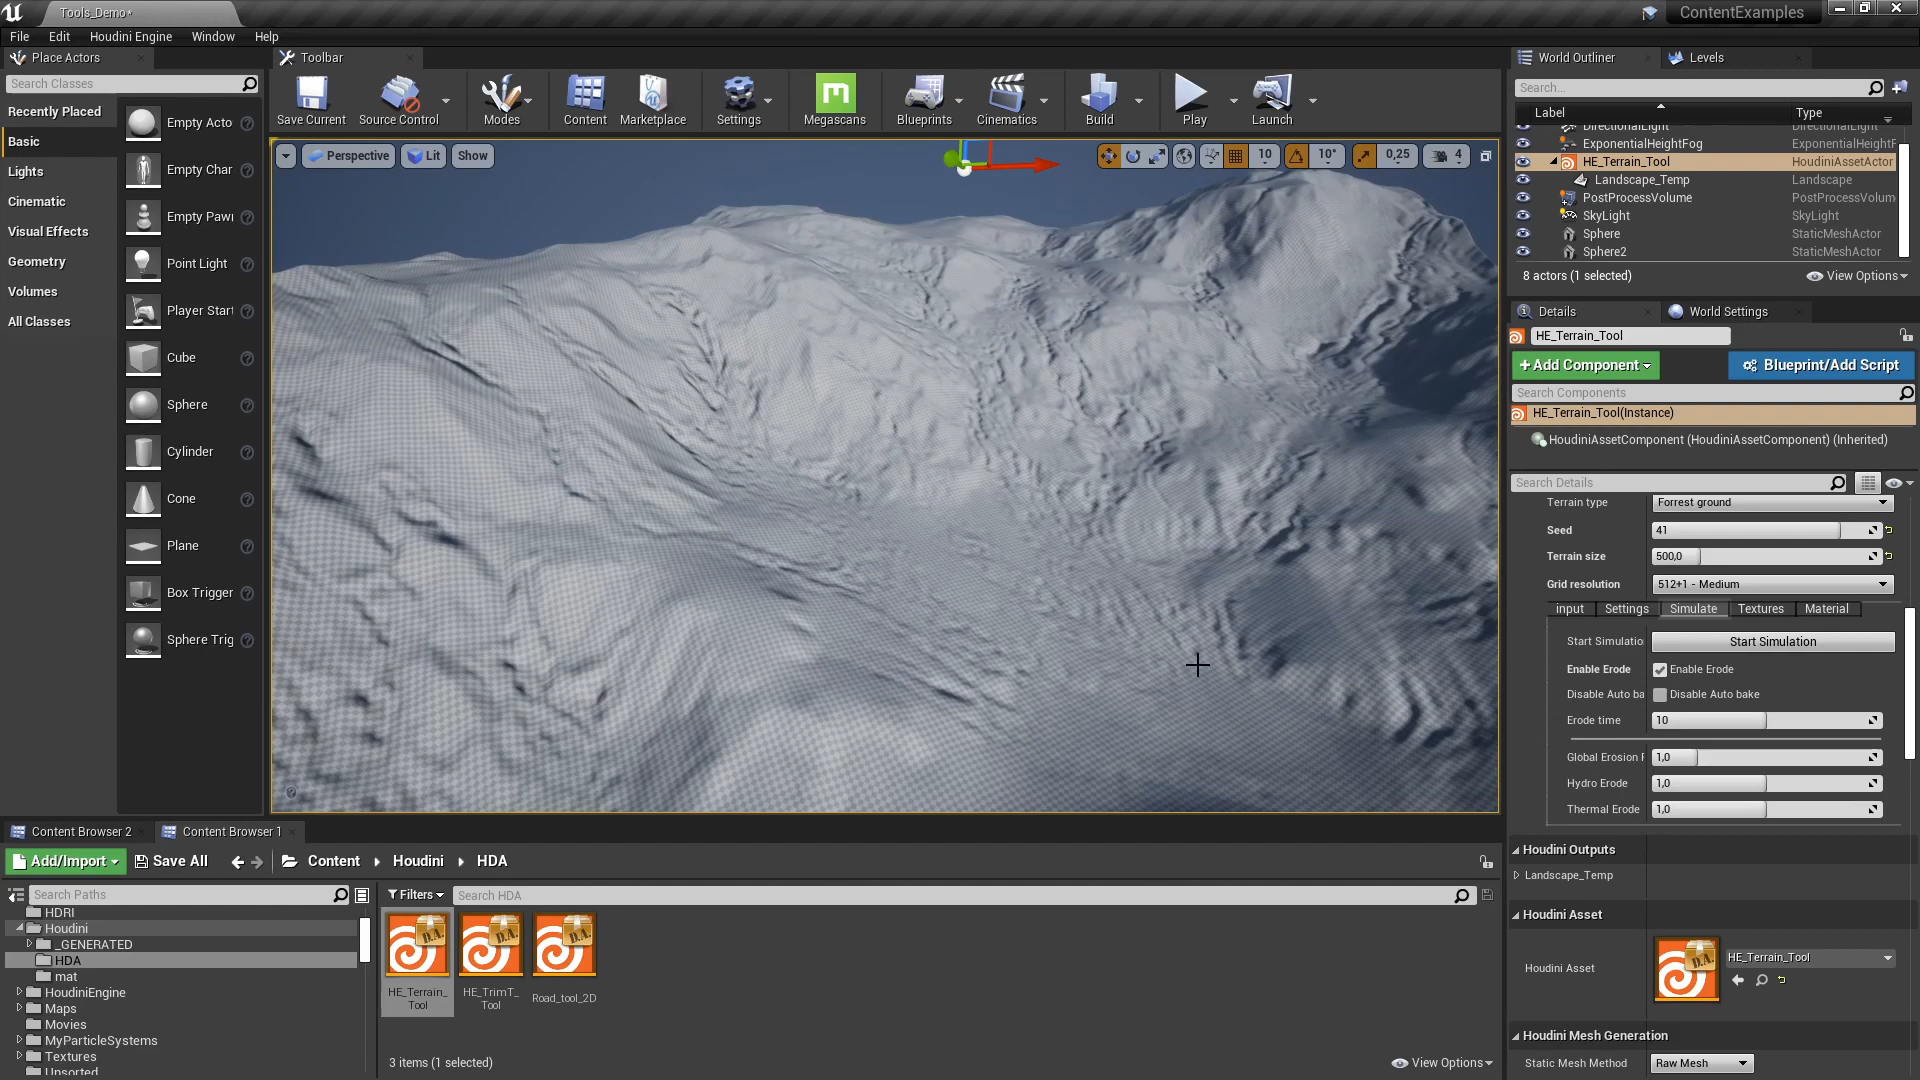 Tools_Demo*
ContentExamples
File Edit Houdini Engine Window Help
Place Actors
Search Classes
Recently Placed
Basic
Lights
Cinematic
Visual Effects
Geometry
Volumes
All Classes
Empty Acto
Empty Char
Empty Pawn
Point Light
Player Start
Cube
Sphere
Cylinder
Cone
Plane
Box Trigger
Sphere Trig
Toolbar
Save Current
Source Control
Modes
Content
Marketplace
Settings
Megascans
Blueprints
Cinematics
Build
Play
Launch
Perspective
Lit
Show
10
10°
0,25
4
World Outliner
Levels
Search...
Label Type
DirectionalLight DirectionalLight
ExponentialHeightFog ExponentialHeightF
HE_Terrain_Tool HoudiniAssetActor
Landscape_Temp Landscape
PostProcessVolume PostProcessVolum
SkyLight SkyLight
Sphere StaticMeshActor
Sphere2 StaticMeshActor
8 actors (1 selected)
View Options
Details
World Settings
HE_Terrain_Tool
+Add Component
Blueprint/Add Script
Search Components
HE_Terrain_Tool(Instance)
HoudiniAssetComponent (HoudiniAssetComponent) (Inherited)
Search Details
Terrain type Forrest ground
Seed 41
Terrain size 500,0
Grid resolution 512+1 - Medium
input Settings Simulate Textures Material
Start Simulatio Start Simulation
Enable Erode Enable Erode
Disable Auto ba Disable Auto bake
Erode time 10
Global Erosion F 1,0
Hydro Erode 1,0
Thermal Erode 1,0
Houdini Outputs
Landscape_Temp
Houdini Asset
Houdini Asset HE_Terrain_Tool
Houdini Mesh Generation
Static Mesh Method Raw Mesh
Content Browser 2
Content Browser 1
Add/Import
Save All
Content Houdini HDA
Search Paths
HDRI
Houdini
_GENERATED
HDA
mat
HoudiniEngine
Maps
Movies
MyParticleSystems
Textures
Unsorted
Filters
Search HDA
D.A.
D.A.
D.A.
D.A.
HE_Terrain_
Tool
HE_TrimT_
Tool
Road_tool_2D
3 items (1 selected)
View Options